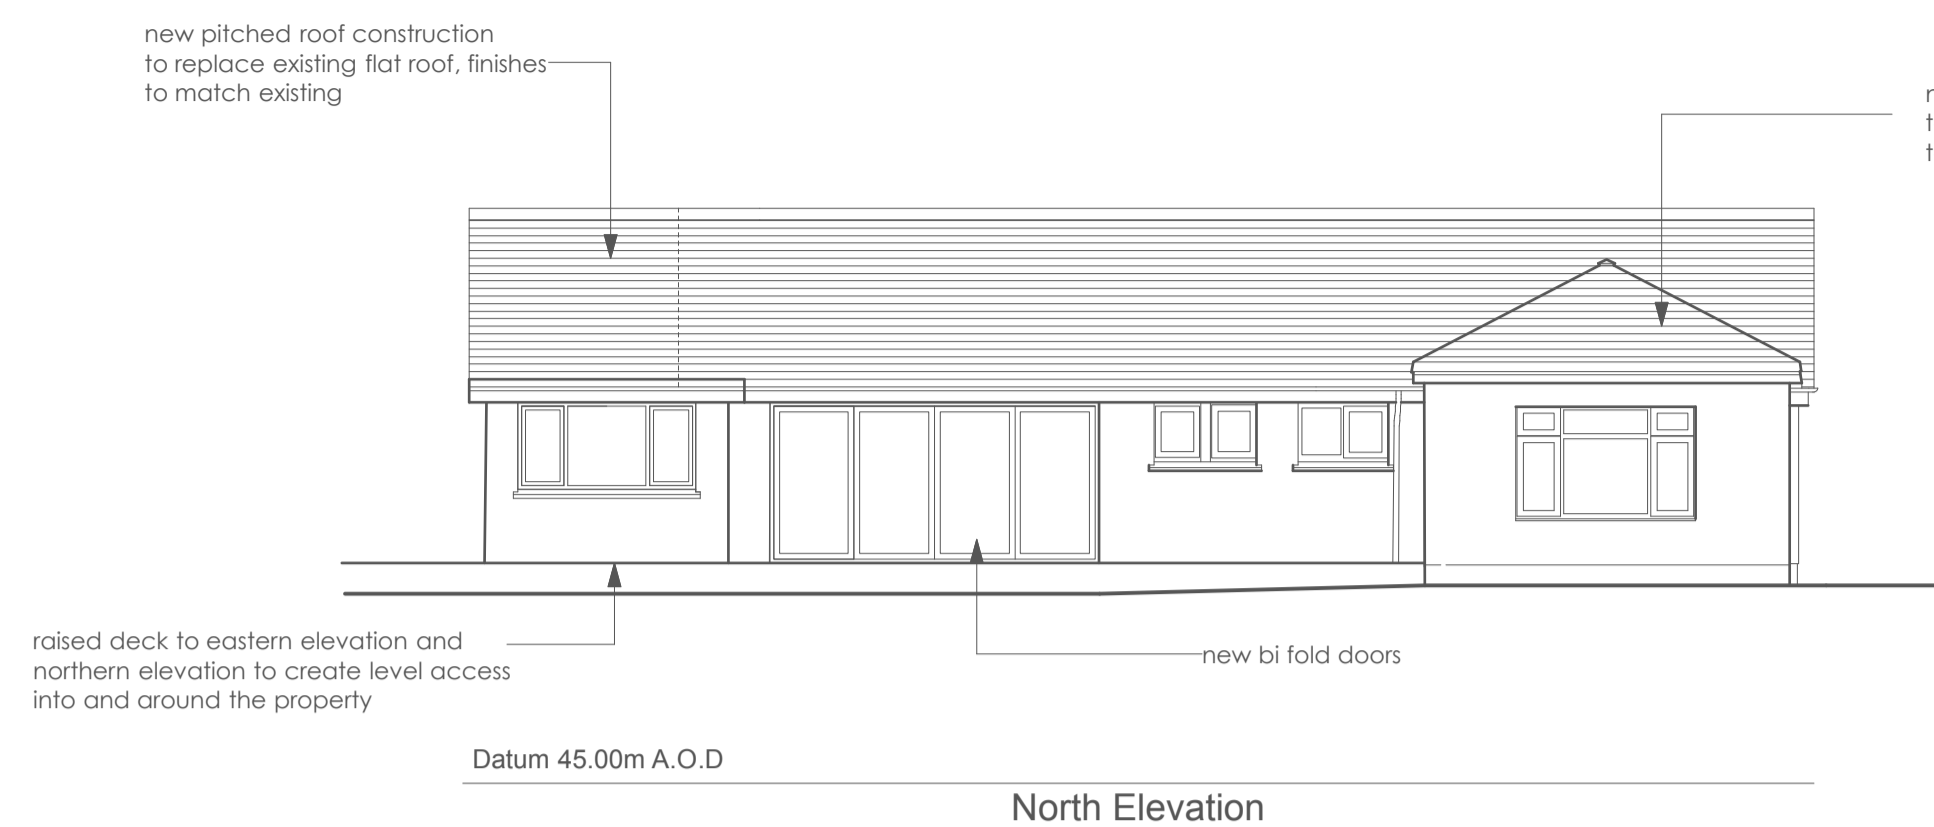 new pitched roof construction
to replace existing flat roof, finishes
to match existing
raised deck to eastern elevation and
northern elevation to create level access
into and around the property
new bi fold doors
Datum 45.00m A.O.D
North Elevation